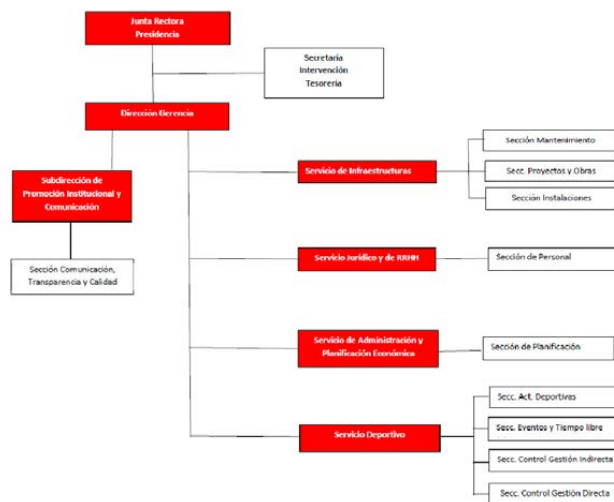 Junta Rectora
Presidencia
Secretaría
Intervención
Tesorería
Dirección Gerencia
Subdirección de
Promoción Institucional y
Comunicación
Sección Comunicación,
Transparencia y Calidad
Servicio de Infraestructuras
Sección Mantenimiento
Secc. Proyectos y Obras
Sección Instalaciones
Servicio Jurídico y de RRHH
Sección de Personal
Servicio de Administración y
Planificación Económica
Sección de Planificación
Servicio Deportivo
Secc. Act. Deportivas
Secc. Eventos y Tiempo libre
Secc. Control Gestión Indirecta
Secc. Control Gestión Directa